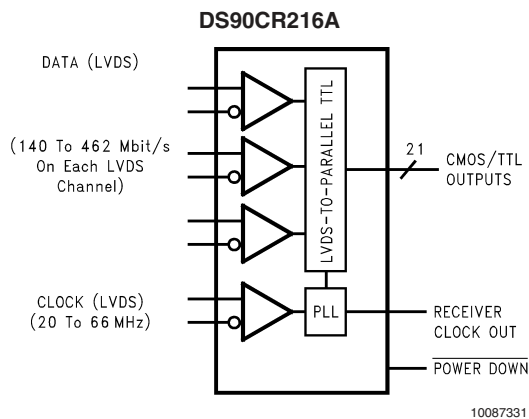 DS90CR216A
DATA (LVDS)
(140 To 462 Mbit/s
On Each LVDS
Channel)
LVDS-TO-PARALLEL TTL
21
CMOS/TTL
OUTPUTS
CLOCK (LVDS)
(20 To 66 MHz)
PLL
RECEIVER
CLOCK OUT
POWER DOWN
10087331